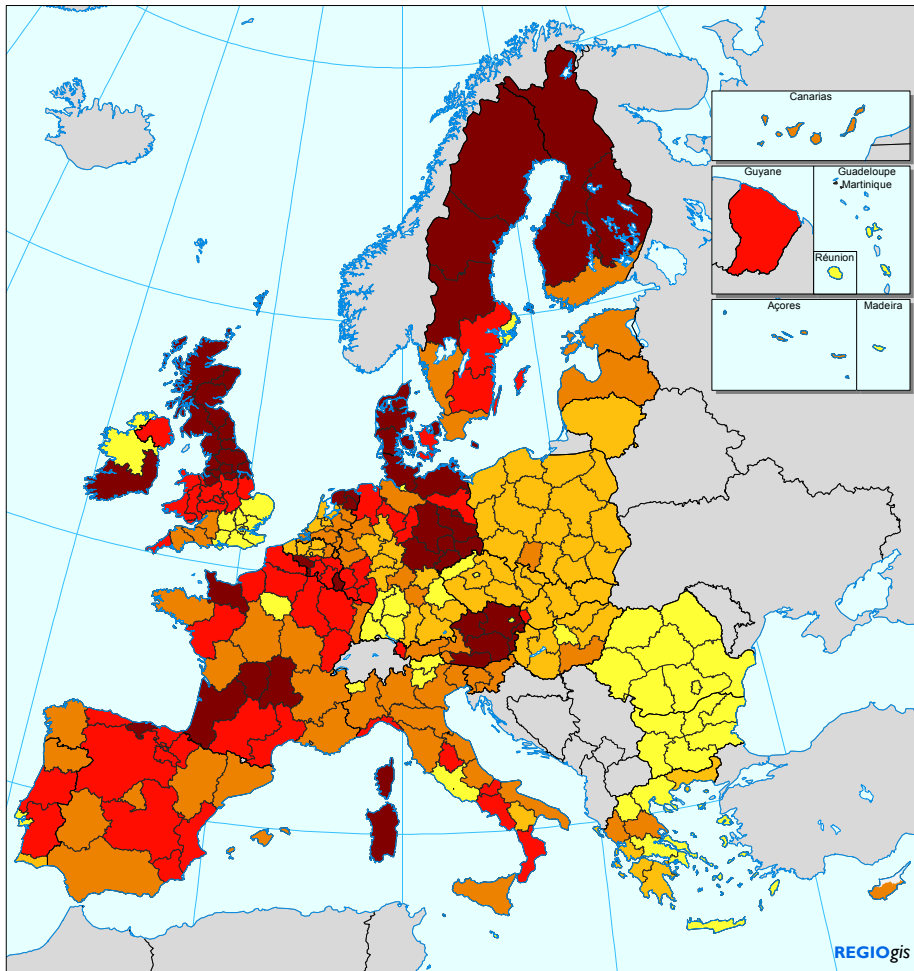 Canarias
Guyane
Guadeloupe
Martinique
Réunion
Açores
Madeira
REGIOgis